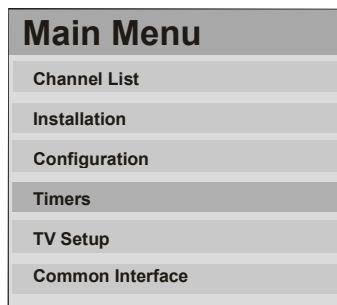 Main Menu
Channel List
Installation
Configuration
Timers
TV Setup
Common Interface